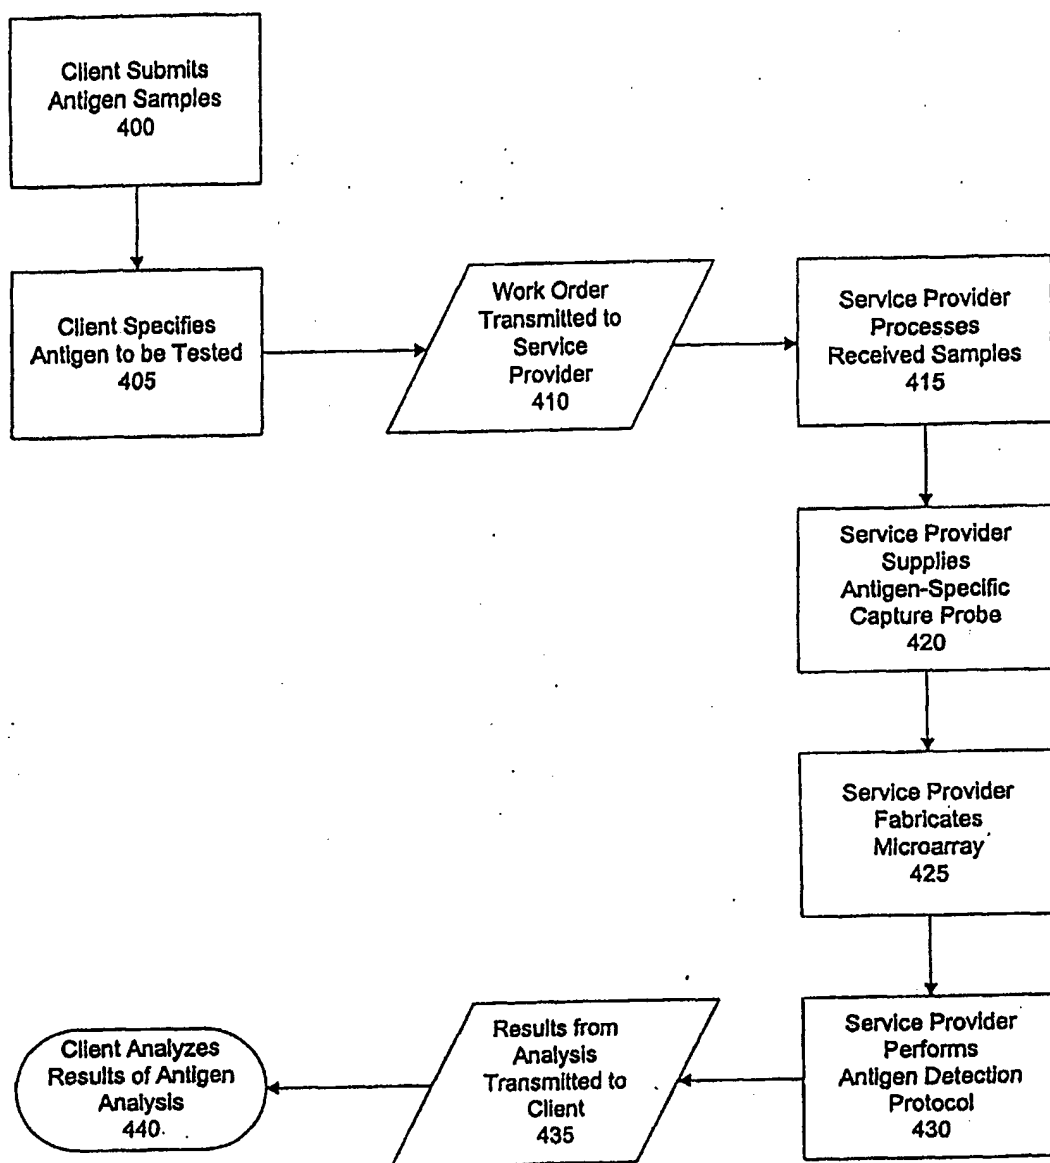 Client Submits
Antigen Samples
400
Client Specifies
Antigen to be Tested
405
Work Order
Transmitted to
Service
Provider
410
Service Provider
Processes
Received Samples
415
Service Provider
Supplies
Antigen-Specific
Capture Probe
420
Service Provider
Fabricates
Microarray
425
Service Provider
Performs
Antigen Detection
Protocol
430
Results from
Analysis
Transmitted to
Client
435
Client Analyzes
Results of Antigen
Analysis
440